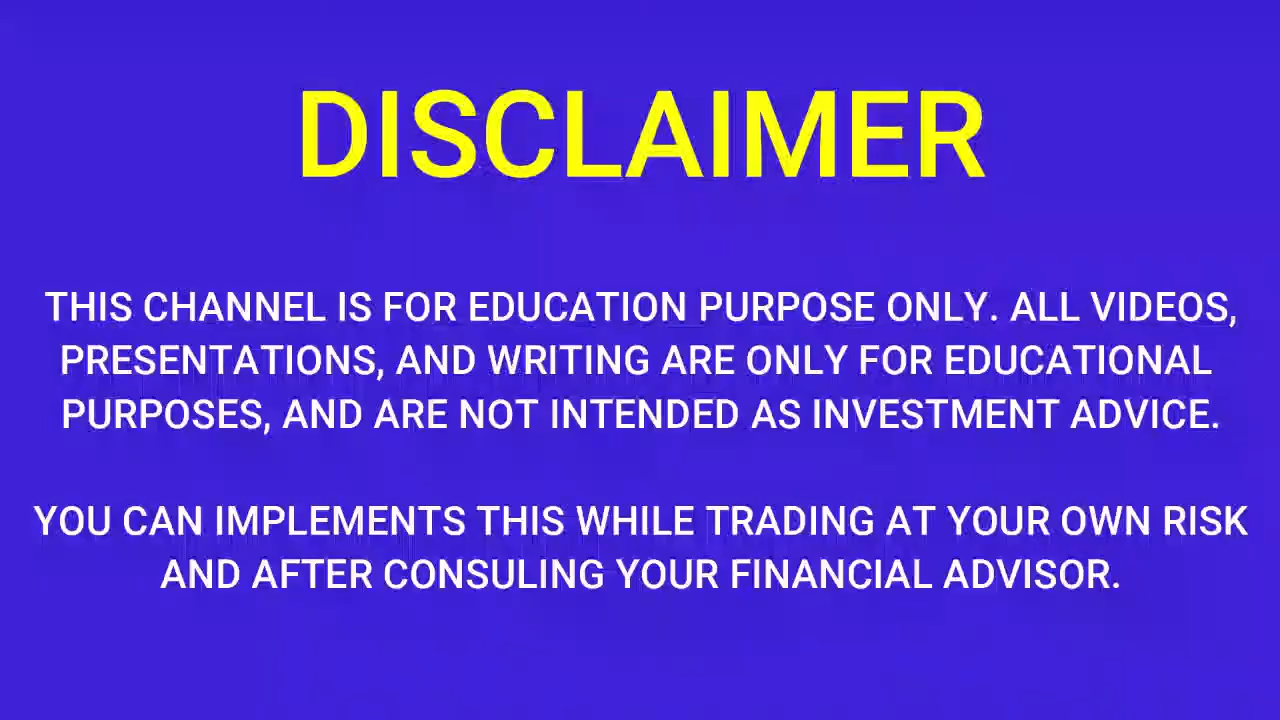 DISCLAIMER
THIS CHANNEL IS FOR EDUCATION PURPOSE ONLY. ALL VIDEOS,
PRESENTATIONS, AND WRITING ARE ONLY FOR EDUCATIONAL
PURPOSES, AND ARE NOT INTENDED AS INVESTMENT ADVICE.
YOU CAN IMPLEMENTS THIS WHILE TRADING AT YOUR OWN RISK
AND AFTER CONSULING YOUR FINANCIAL ADVISOR.